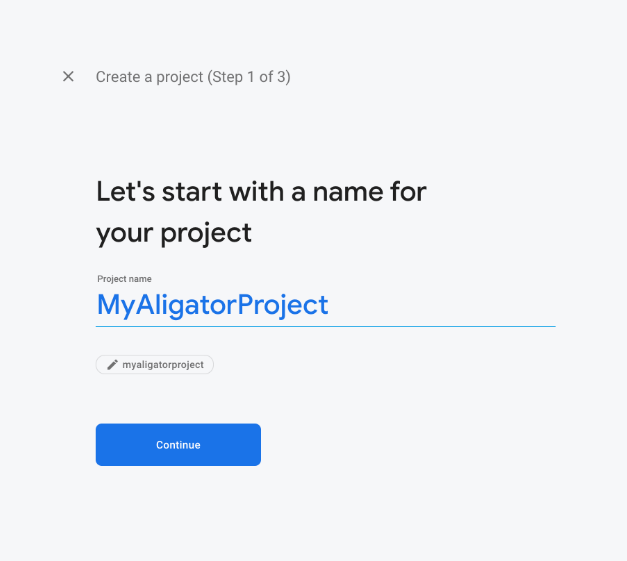 Create a project (Step 1 of 3)
Let's start with a name for
your project
Project name
MyAligatorProject
myaligatorproject
Continue